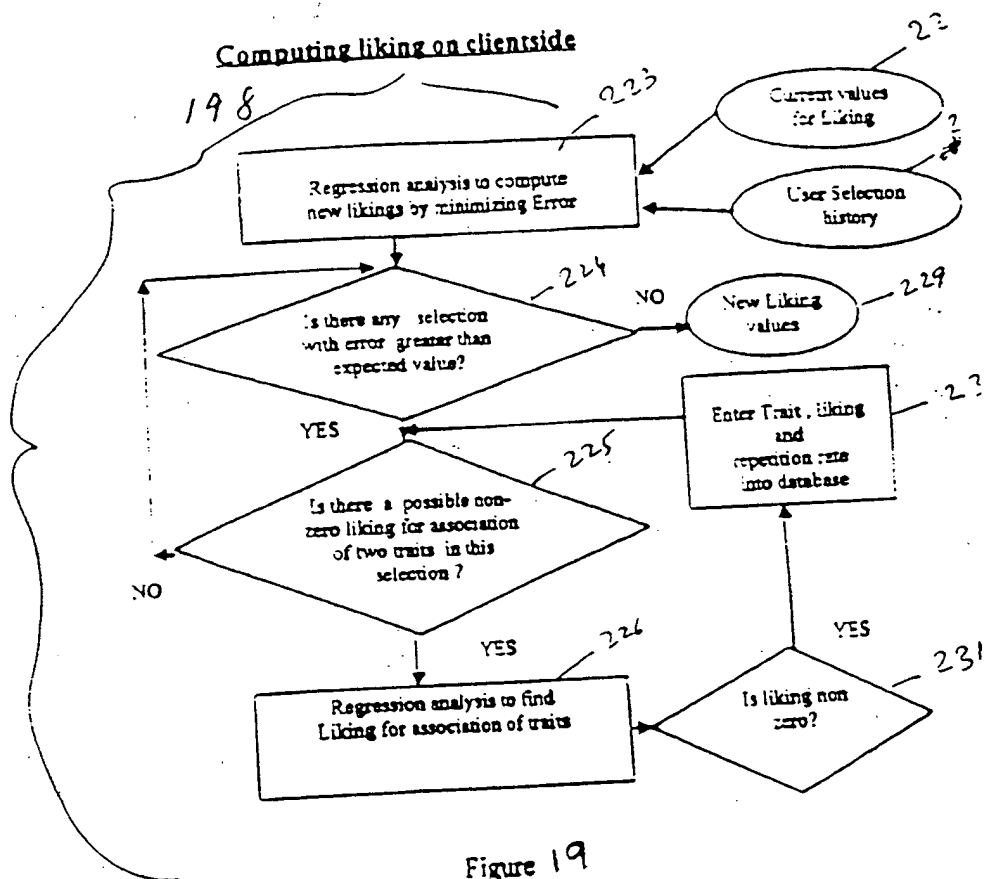 Computing liking on clientside
198
223
22
Current values
for Liking
Regression analysis to compute
new likings by minimizing Error
User Selection
history
224
Is there any selection
with error greater than
expected value?
NO
New Liking
values
229
YES
Enter Trait, liking
and
repetition rate
into database
225
Is there a possible non-
zero liking for association
of two traits in this
selection ?
NO
YES
226
Regression analysis to find
Liking for association of traits
YES
Is liking non
zero?
231
Figure 19